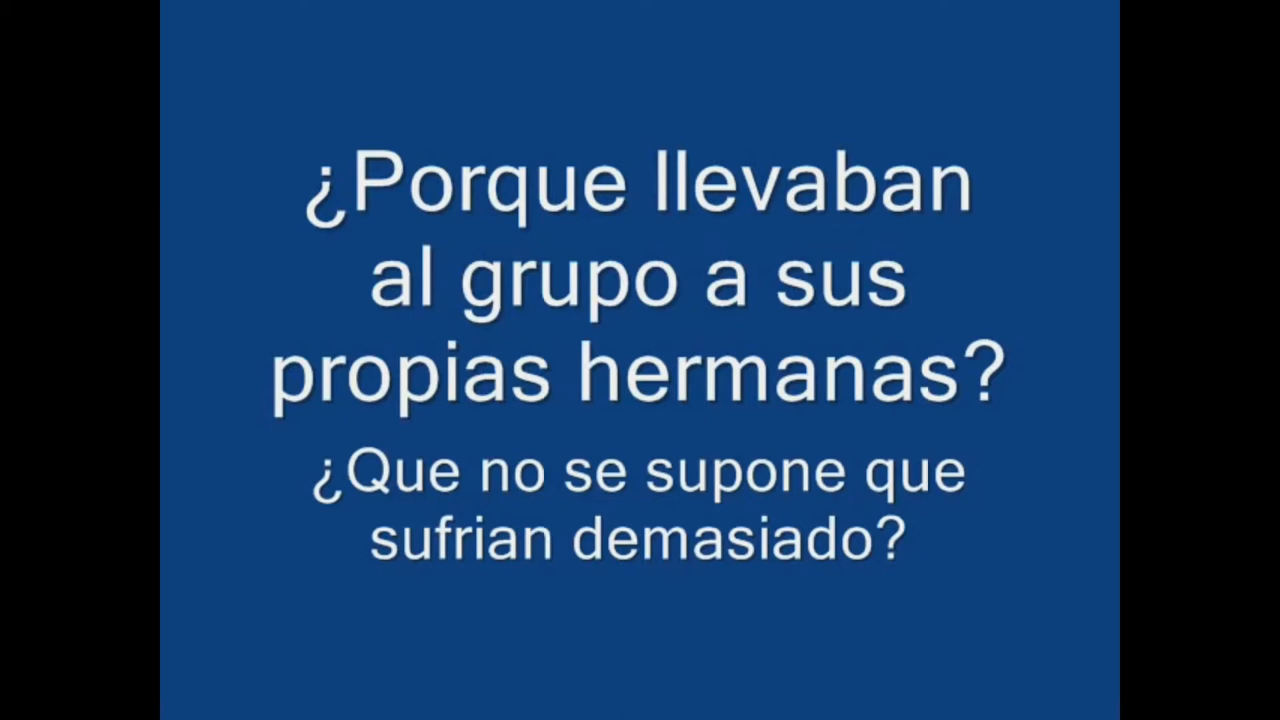 ¿Porque llevaban
al grupo a sus
propias hermanas?
¿Que no se supone que
sufrian demasiado?